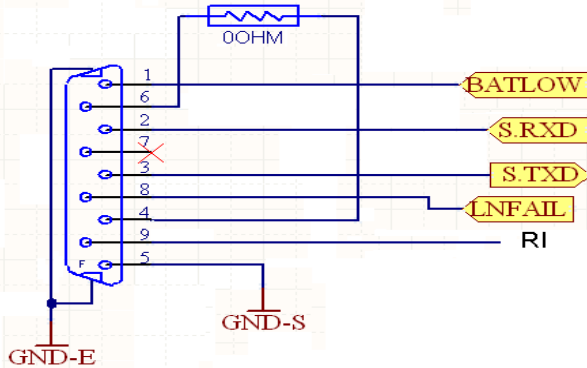 0OHM
1
BATLOW
6
2
S.RXD
7
3
S.TXD
8
LNFAIL
4
9
RI
F
5
GND-S
GND-E